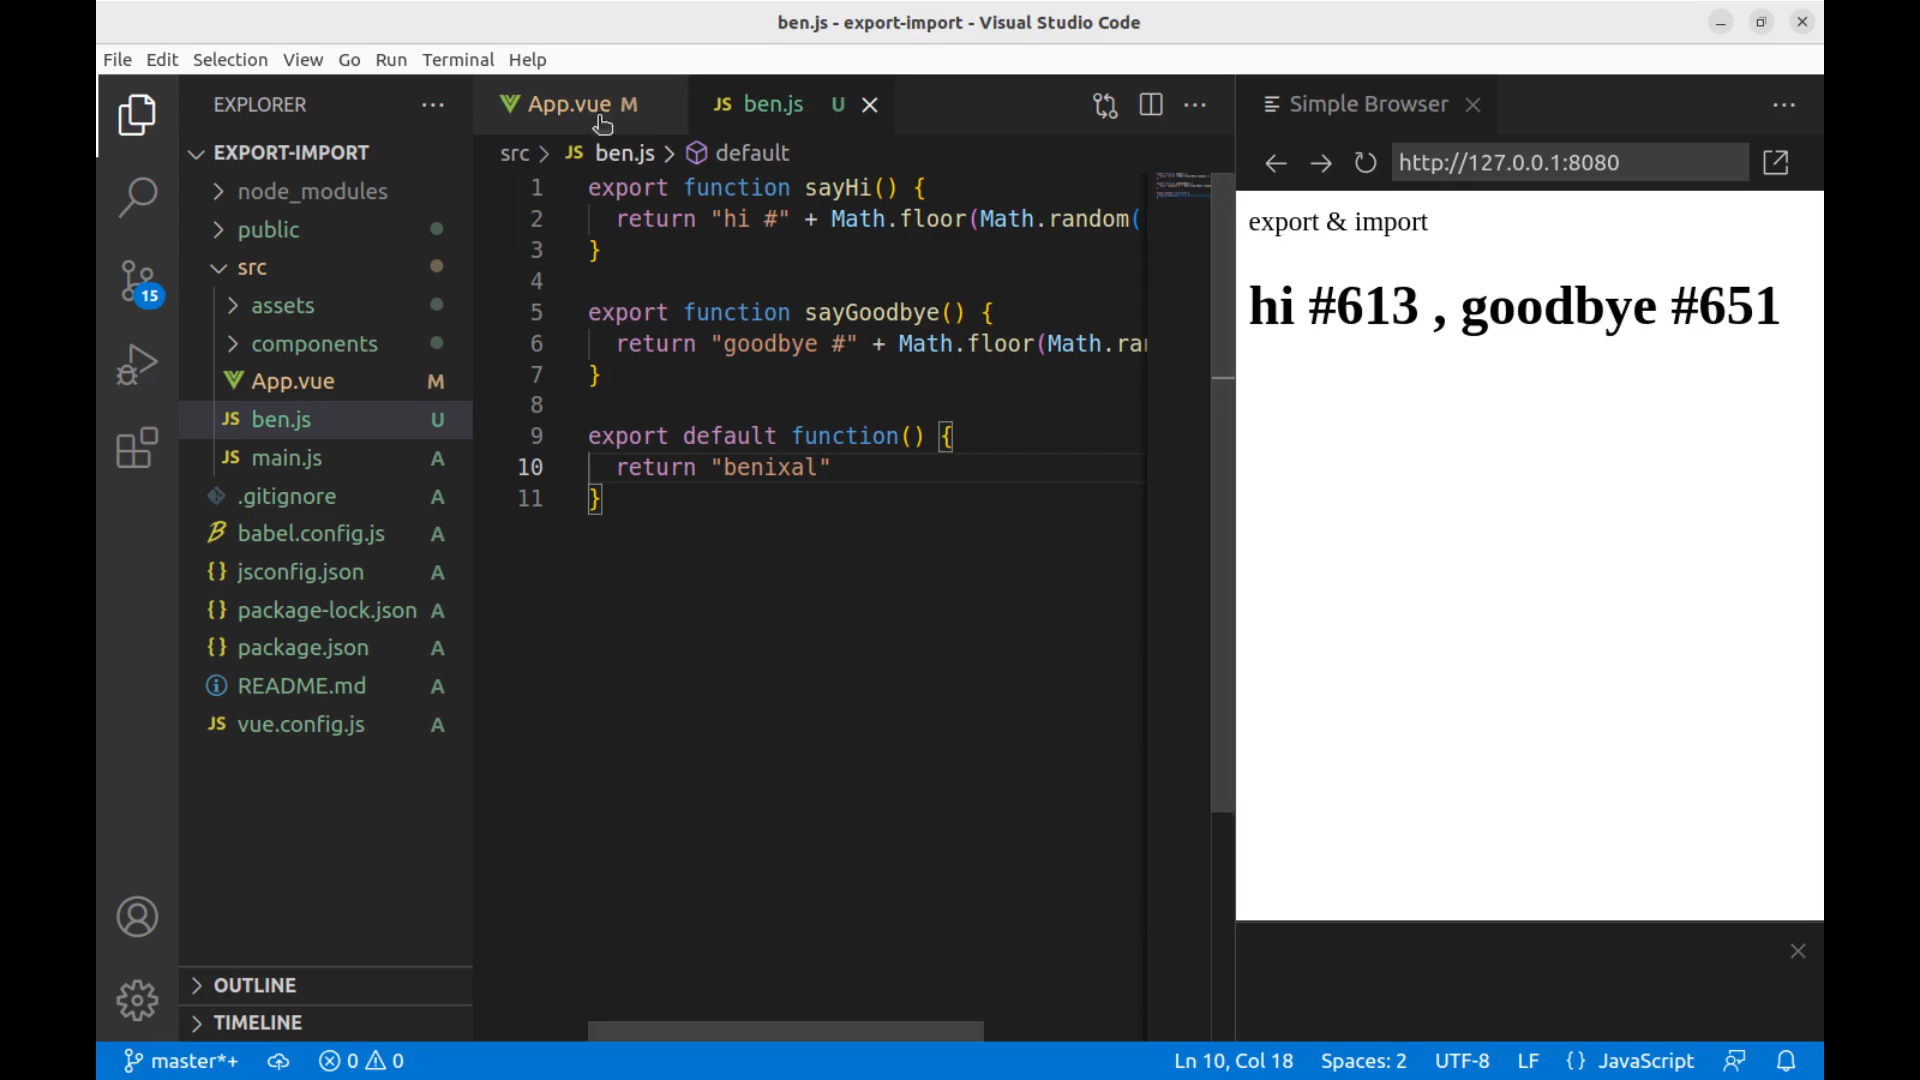 ben.js - export-import - Visual Studio Code
File Edit Selection View Go Run Terminal Help
EXPLORER
EXPORT-IMPORT
node_modules
public
src
assets
components
App.vue M
JS ben.js U
JS main.js A
.gitignore A
babel.config.js A
{} jsconfig.json A
{} package-lock.json A
{} package.json A
README.md A
JS vue.config.js A
OUTLINE
TIMELINE
15
App.vue M
JS ben.js U
src > JS ben.js > default
1 export function sayHi() {
2 return "hi #" + Math.floor(Math.random(
3 }
4
5 export function sayGoodbye() {
6 return "goodbye #" + Math.floor(Math.ra
7 }
8
9 export default function() {
10 return "benixal"
11 }
Simple Browser
http://127.0.0.1:8080
export & import
hi #613 , goodbye #651
master*+ 0 0 Ln 10, Col 18 Spaces: 2 UTF-8 LF {} JavaScript